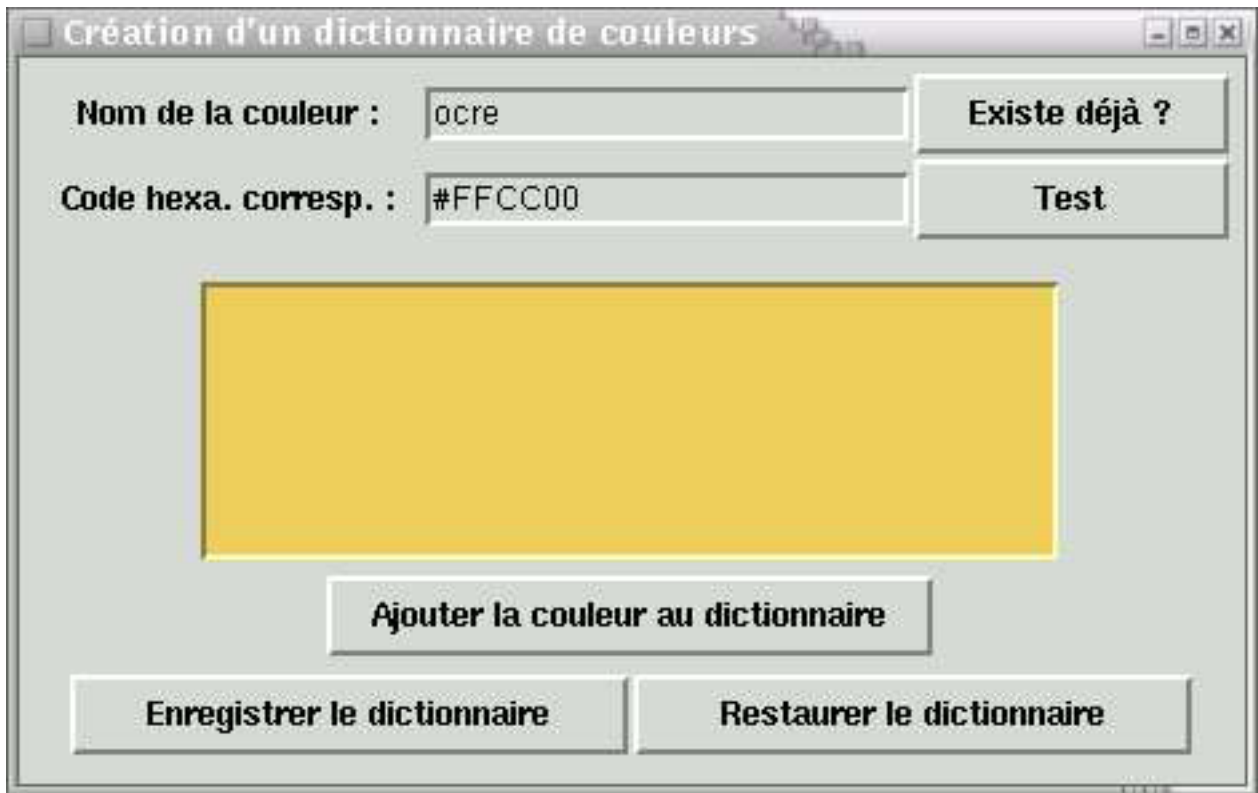 Création d'un dictionnaire de couleurs
Nom de la couleur :
ocre
Existe déjà ?
Code hexa. corresp. :
#FFCC00
Test
Ajouter la couleur au dictionnaire
Enregistrer le dictionnaire
Restaurer le dictionnaire